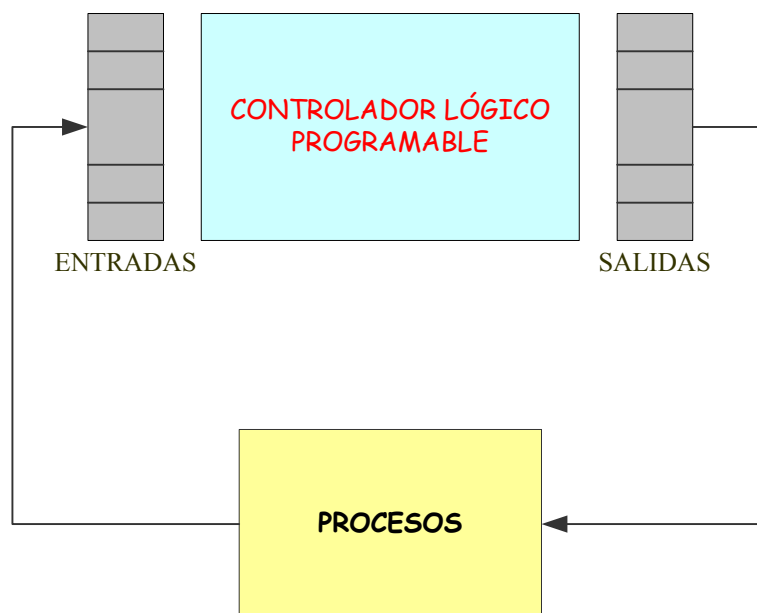 CONTROLADOR LÓGICO
PROGRAMABLE
ENTRADAS
SALIDAS
PROCESOS